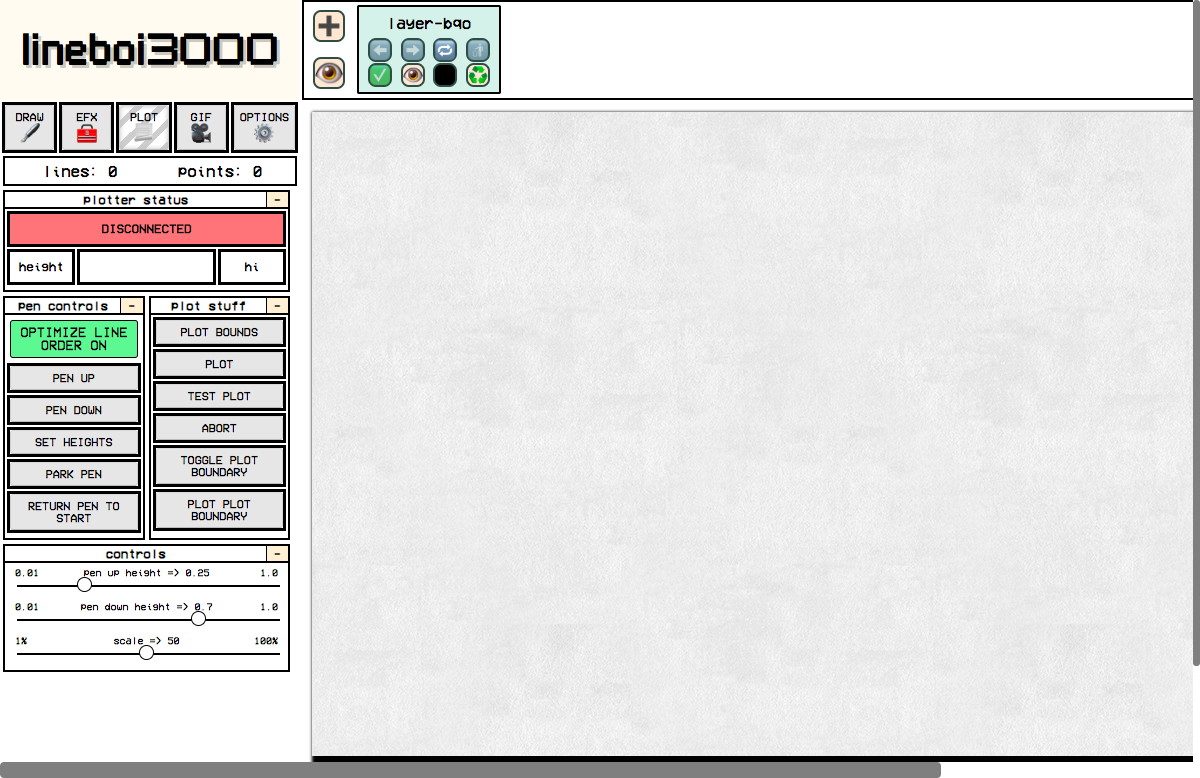 lineboi3000
layer-bqo
DRAW EFX PLOT GIF OPTIONS
lines: 0 points: 0
plotter status -
DISCONNECTED
height hi
pen controls -
OPTIMIZE LINE
ORDER ON
PEN UP
PEN DOWN
SET HEIGHTS
PARK PEN
RETURN PEN TO
START
plot stuff -
PLOT BOUNDS
PLOT
TEST PLOT
ABORT
TOGGLE PLOT
BOUNDARY
PLOT PLOT
BOUNDARY
controls -
0.01 pen up height => 0.25 1.0
0.01 pen down height => 0.7 1.0
1% scale => 50 100%